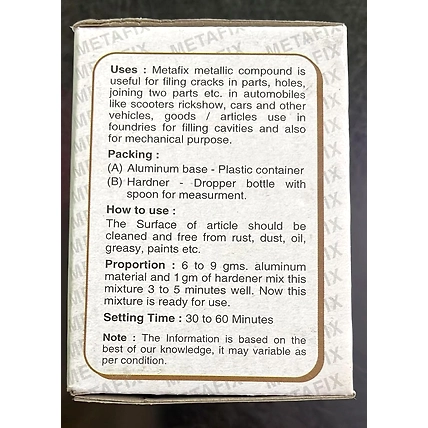 METAFIX METAFIX METAFIX METAFIX
Uses : Metafix metallic compound is
useful for filing cracks in parts, holes,
joining two parts etc. in automobiles
like scooters rickshow, cars and other
vehicles, goods / articles use in
foundries for filling cavities and also
for mechanical purpose.
Packing :
(A) Aluminum base - Plastic container
(B) Hardner - Dropper bottle with
spoon for measurment.
How to use :
The Surface of article should be
cleaned and free from rust, dust, oil,
greasy, paints etc.
Proportion : 6 to 9 gms. aluminum
material and 1 gm of hardener mix this
mixture 3 to 5 minutes well. Now this
mixture is ready for use.
Setting Time : 30 to 60 Minutes
Note : The Information is based on the
best of our knowledge, it may variable as
per condition.